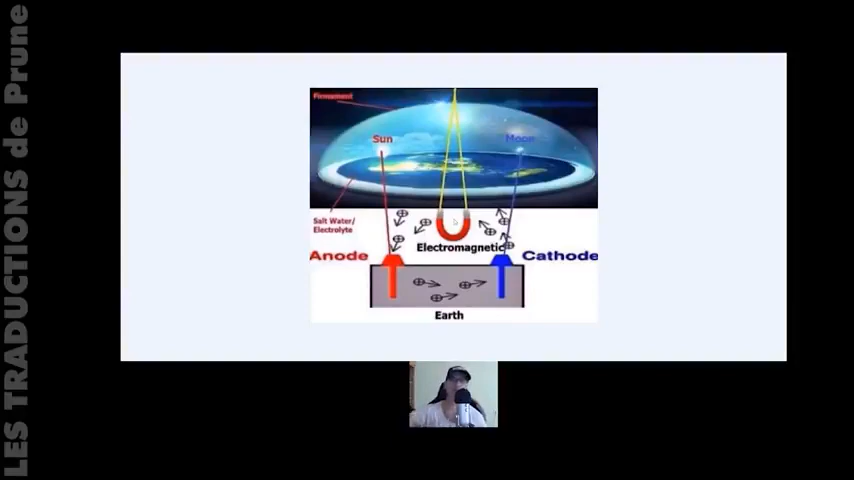 LES TRADUCTIONS de Prune
Firmament
Sun
Moon
Salt Water/
Electrolyte
Electromagnetic
Anode
Cathode
Earth